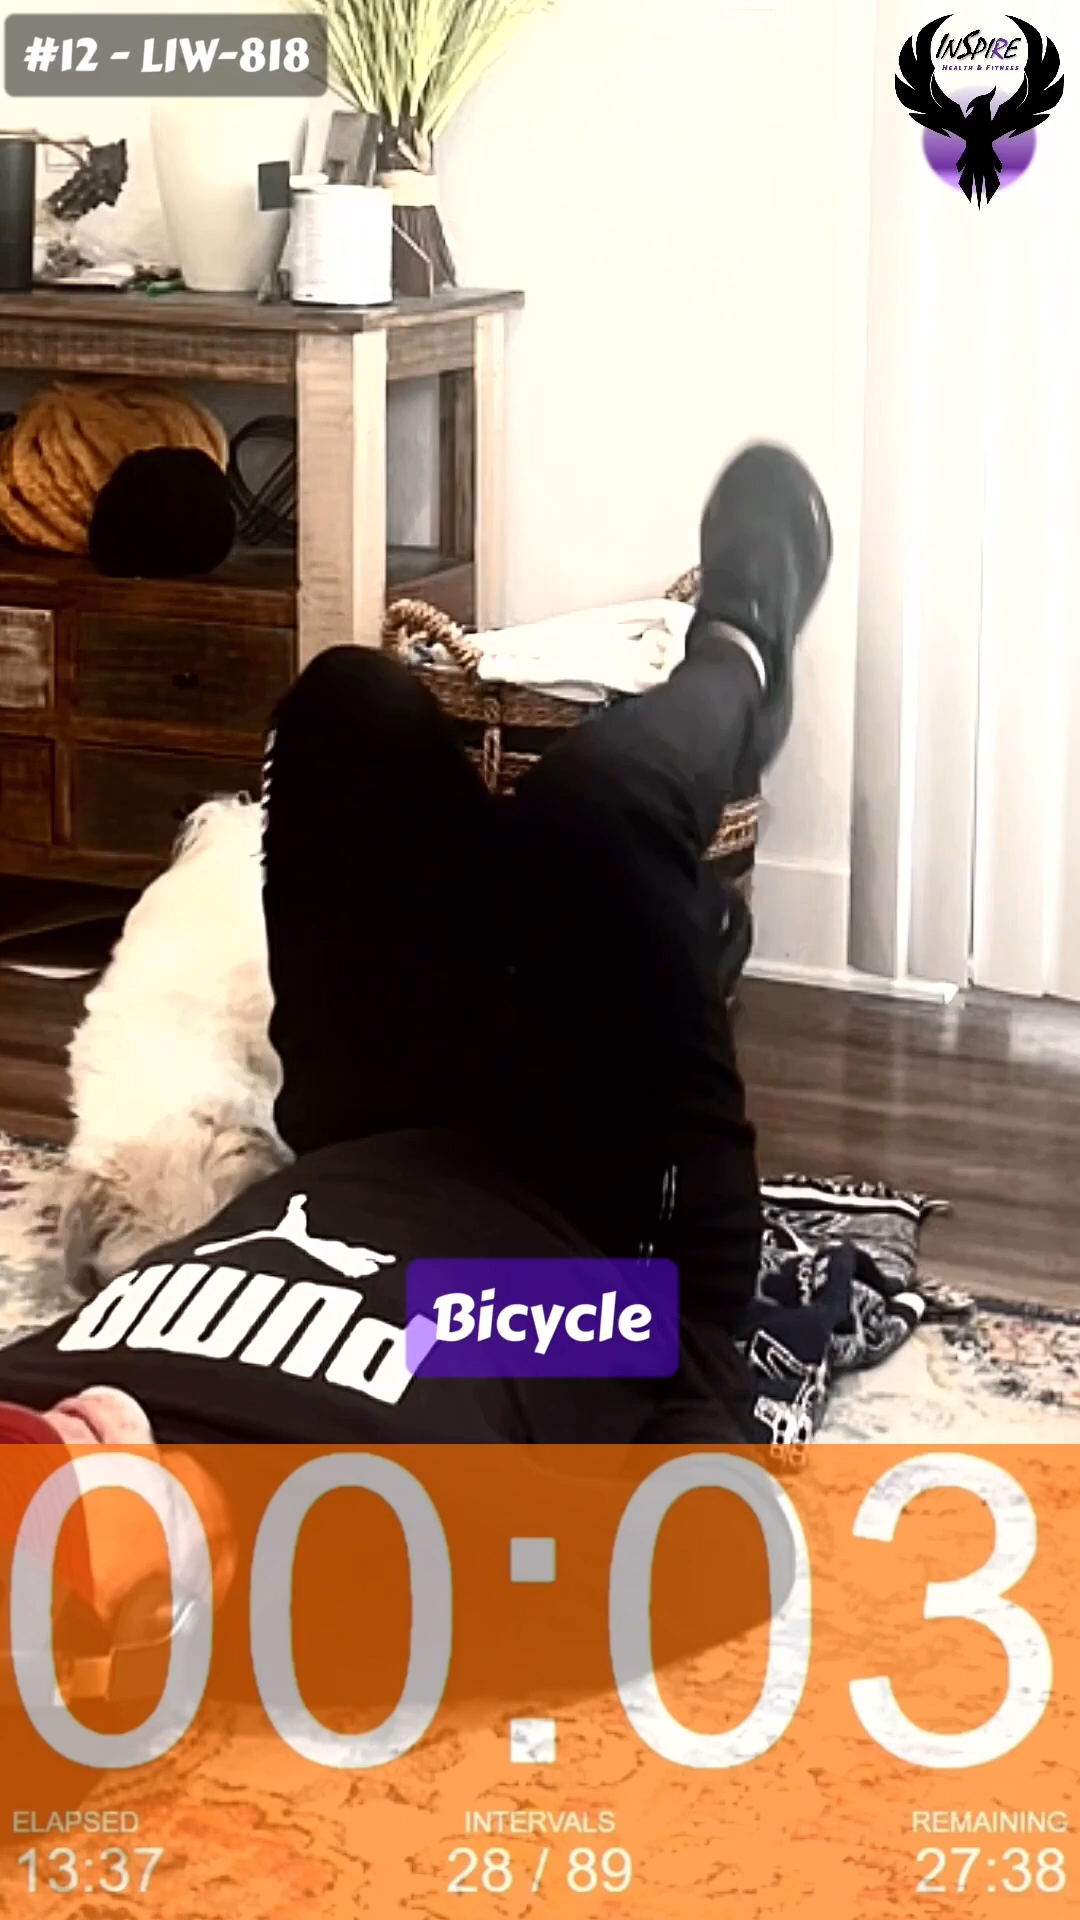 #12 - LIW-818
INSPIRE
HEALTH & FITNESS
PUMA
Bicycle
00:03
ELAPSED
INTERVALS
REMAINING
13:37
28 / 89
27:38